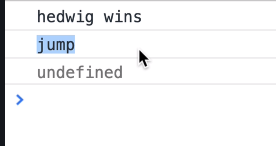 hedwig wins
jump
undefined
>